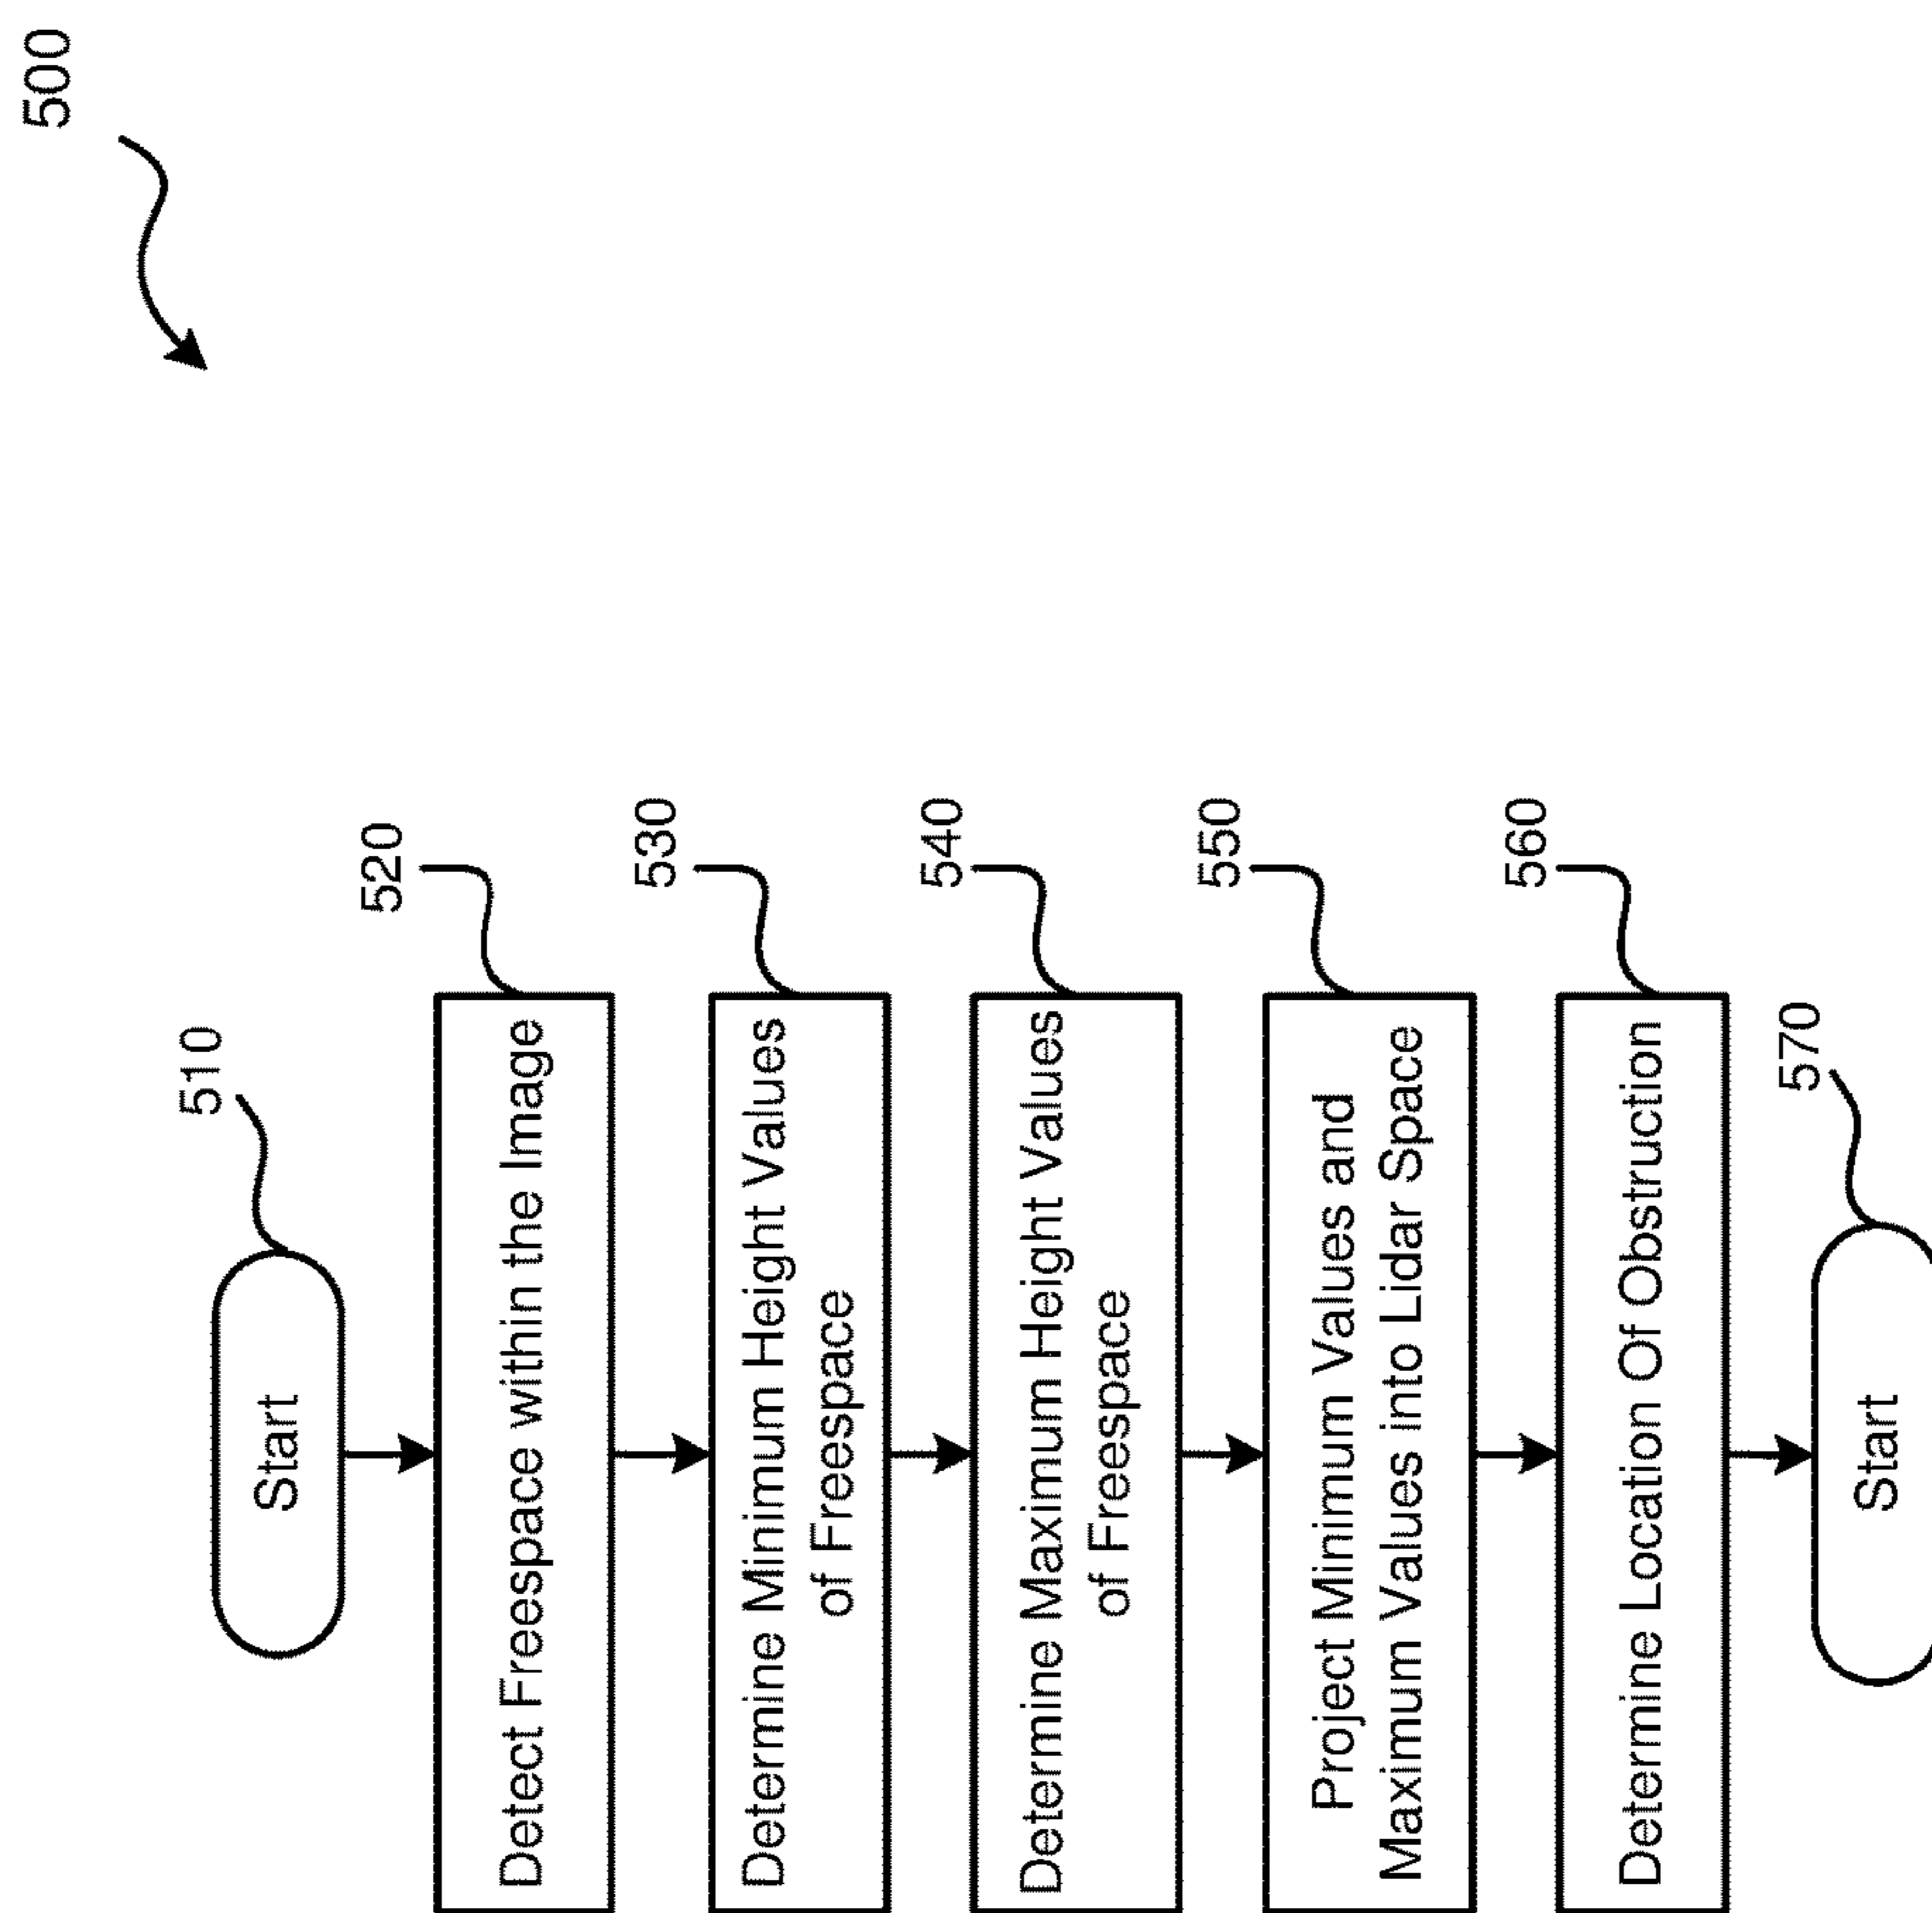 500
510
Start
520
Detect Freespace within the Image
530
Determine Minimum Height Values
of Freespace
540
Determine Maximum Height Values
of Freespace
550
Project Minimum Values and
Maximum Values into Lidar Space
560
Determine Location Of Obstruction
570
Start